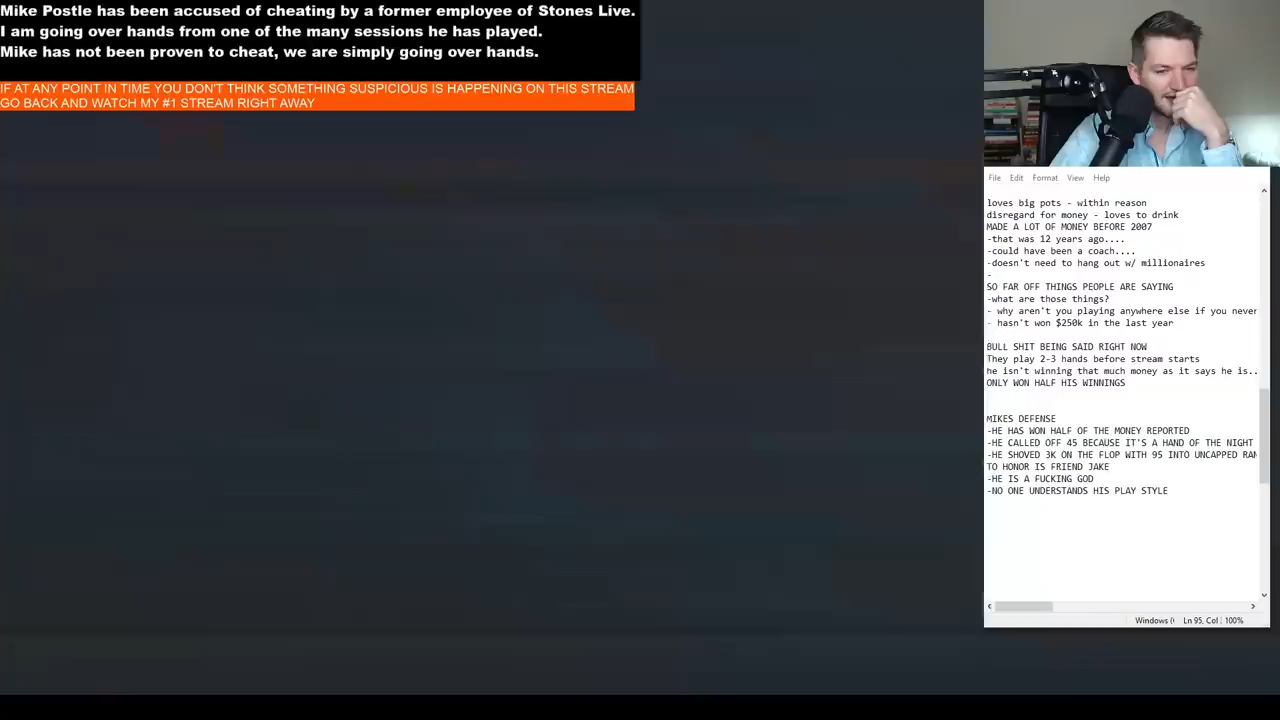 Mike Postle has been accused of cheating by a former employee of Stones Live.
I am going over hands from one of the many sessions he has played.
Mike has not been proven to cheat, we are simply going over hands.
IF AT ANY POINT IN TIME YOU DON'T THINK SOMETHING SUSPICIOUS IS HAPPENING ON THIS STREAM
GO BACK AND WATCH MY #1 STREAM RIGHT AWAY
File Edit Format View Help
loves big pots - within reason
disregard for money - loves to drink
MADE A LOT OF MONEY BEFORE 2007
-that was 12 years ago....
-could have been a coach....
-doesn't need to hang out w/ millionaires
-
SO FAR OFF THINGS PEOPLE ARE SAYING
-what are those things?
- why aren't you playing anywhere else if you never
- hasn't won $250k in the last year
BULL SHIT BEING SAID RIGHT NOW
They play 2-3 hands before stream starts
he isn't winning that much money as it says he is..
ONLY WON HALF HIS WINNINGS
MIKES DEFENSE
-HE HAS WON HALF OF THE MONEY REPORTED
-HE CALLED OFF 45 BECAUSE IT'S A HAND OF THE NIGHT
-HE SHOVED 3K ON THE FLOP WITH 95 INTO UNCAPPED RAN
TO HONOR IS FRIEND JAKE
-HE IS A FUCKING GOD
-NO ONE UNDERSTANDS HIS PLAY STYLE
Windows ( Ln 95, Col 100%